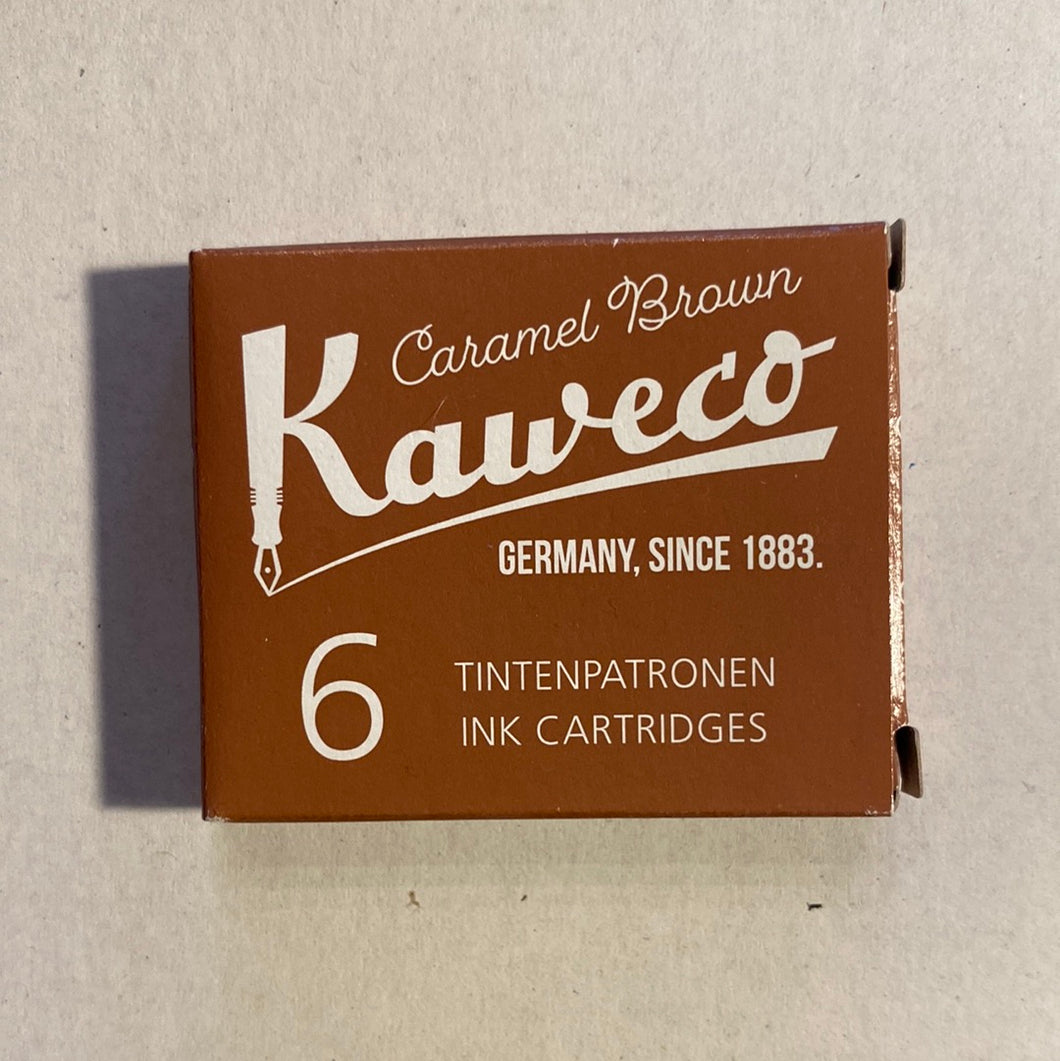 Caramel Brown
Kaweco
GERMANY, SINCE 1883.
6
TINTENPATRONEN
INK CARTRIDGES